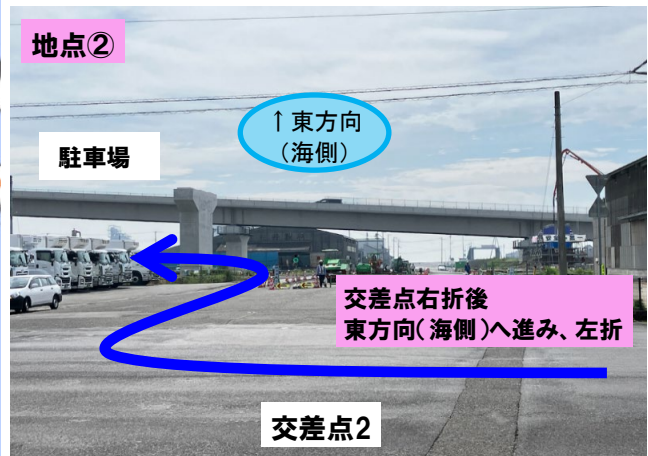 地点②
↑東方向
(海側)
駐車場
交差点右折後
東方向(海側)へ進み、左折
交差点2